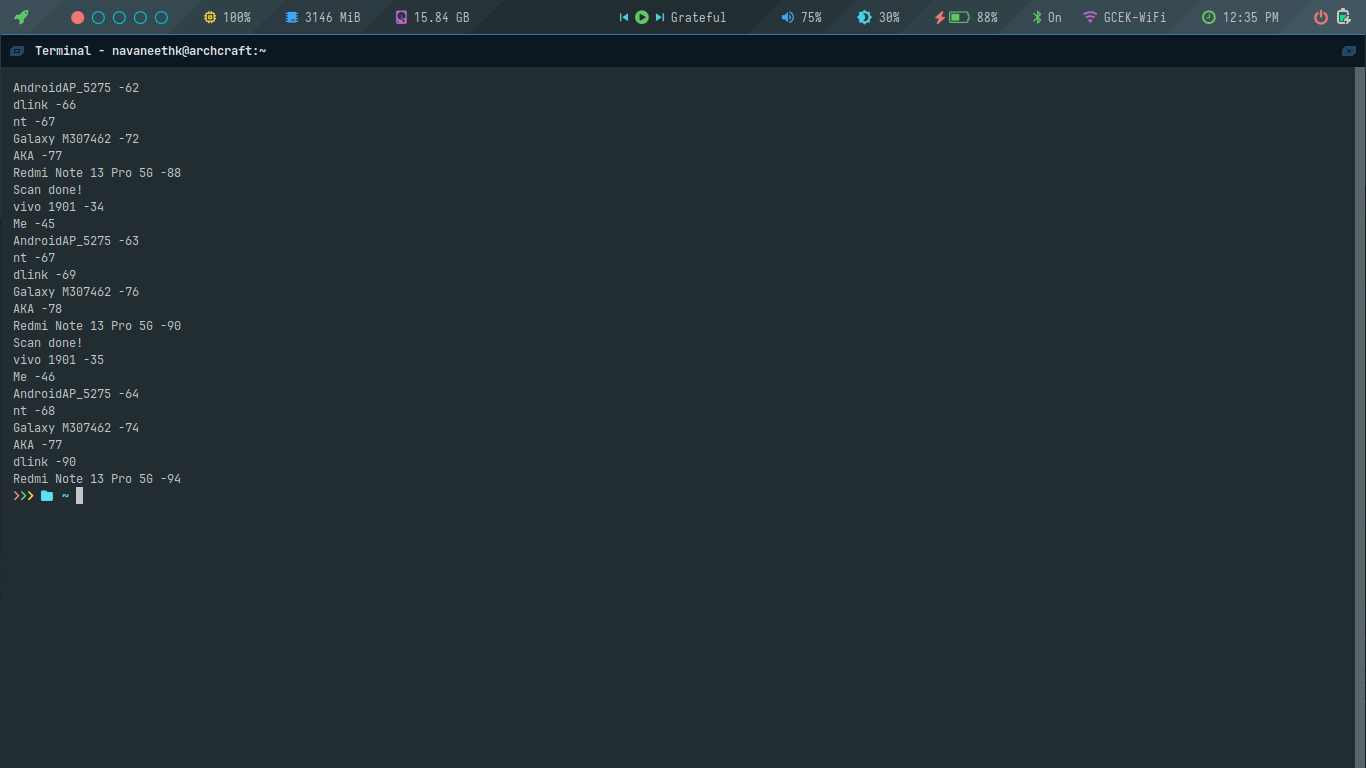 100% 3146 MiB 15.84 GB Grateful 75% 30% 88% On GCEK-WiFi 12:35 PM
Terminal - navaneethk@archcraft:~
AndroidAP_5275 -62
dlink -66
nt -67
Galaxy M307462 -72
AKA -77
Redmi Note 13 Pro 5G -88
Scan done!
vivo 1901 -34
Me -45
AndroidAP_5275 -63
nt -67
dlink -69
Galaxy M307462 -76
AKA -78
Redmi Note 13 Pro 5G -90
Scan done!
vivo 1901 -35
Me -46
AndroidAP_5275 -64
nt -68
Galaxy M307462 -74
AKA -77
dlink -90
Redmi Note 13 Pro 5G -94
~